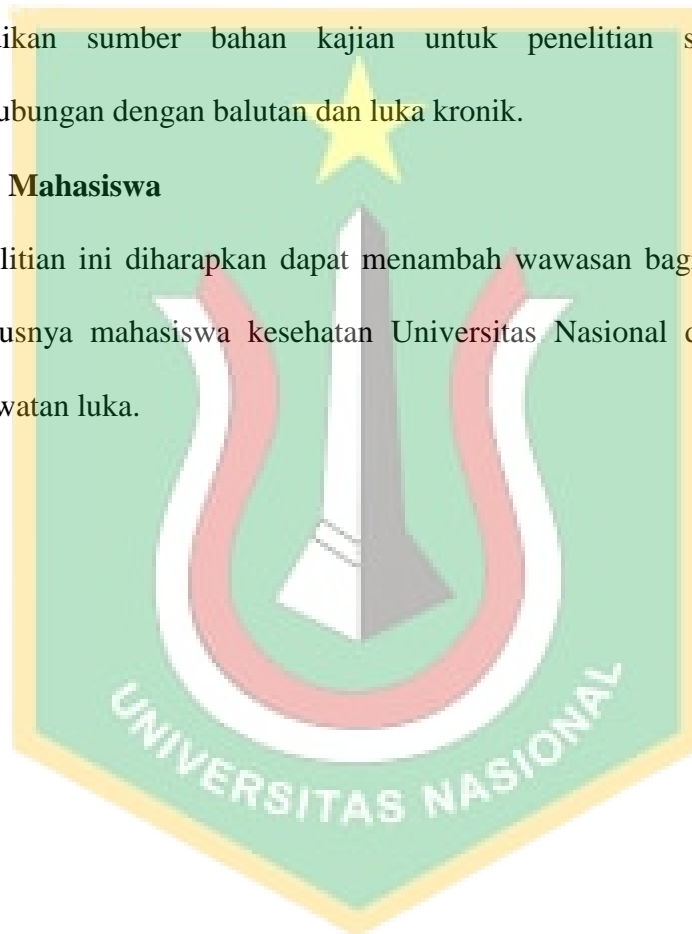 ikan sumber bahan kajian untuk penelitian s
ubungan dengan balutan dan luka kronik.
Mahasiswa
litian ini diharapkan dapat menambah wawasan bagi
usnya mahasiswa kesehatan Universitas Nasional d
watan luka.
UNIVERSITAS NASIONAL